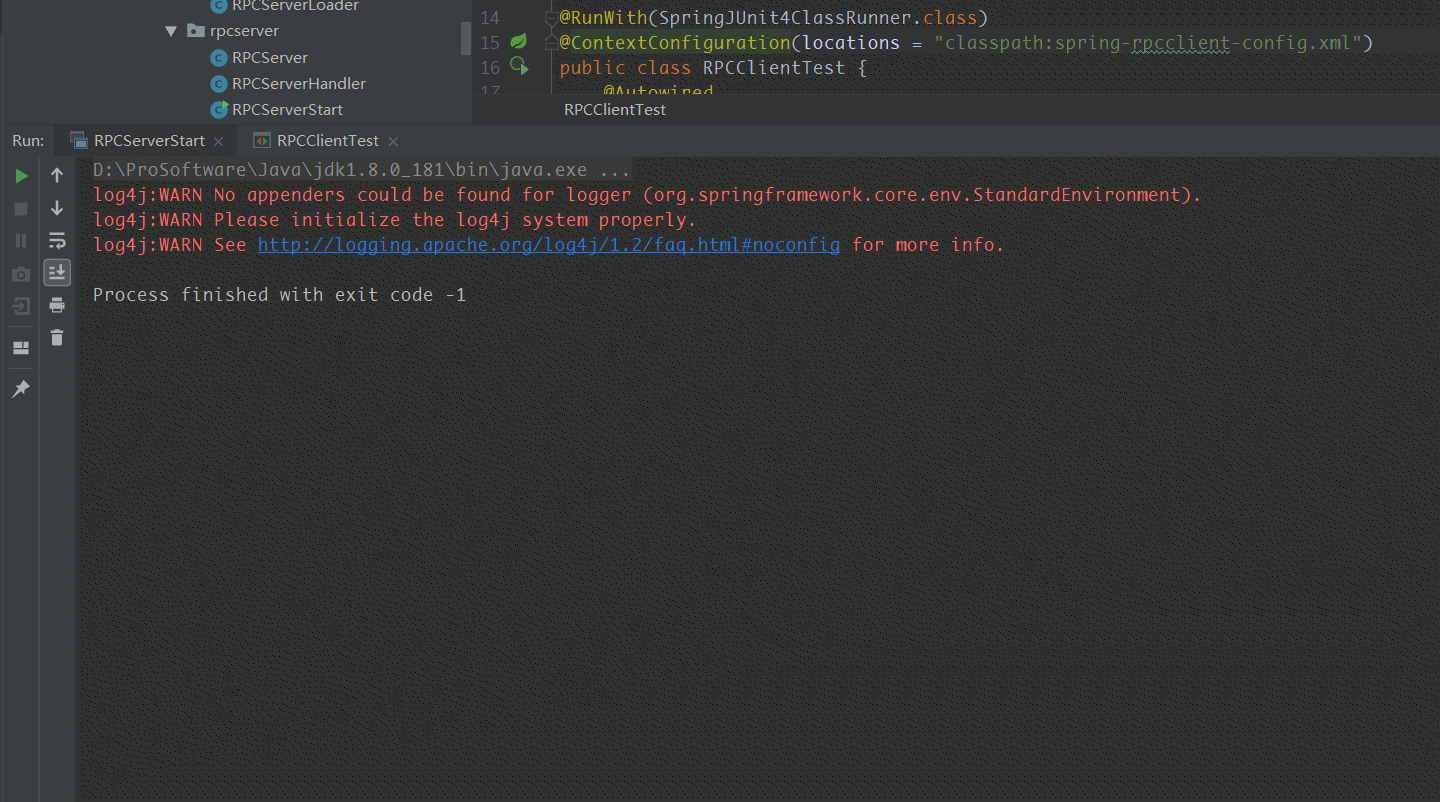 RPCServerLoader
rpcserver
RPCServer
RPCServerHandler
RPCServerStart
14 @RunWith(SpringJUnit4ClassRunner.class)
15 @ContextConfiguration(locations = "classpath:spring-rpcclient-config.xml")
16 public class RPCClientTest {
17 @Autowired
RPCClientTest
Run: RPCServerStart RPCClientTest
D:\ProSoftware\Java\jdk1.8.0_181\bin\java.exe ...
log4j:WARN No appenders could be found for logger (org.springframework.core.env.StandardEnvironment).
log4j:WARN Please initialize the log4j system properly.
log4j:WARN See http://logging.apache.org/log4j/1.2/faq.html#noconfig for more info.
Process finished with exit code -1